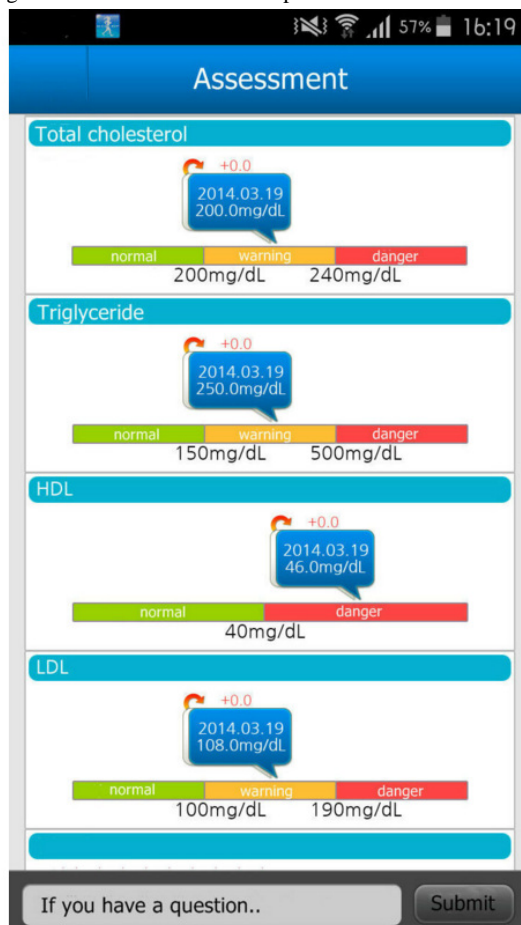 57% 16:19
Assessment
Total cholesterol
+0.0
2014.03.19
200.0mg/dL
normal warning danger
200mg/dL 240mg/dL
Triglyceride
+0.0
2014.03.19
250.0mg/dL
normal warning danger
150mg/dL 500mg/dL
HDL
+0.0
2014.03.19
46.0mg/dL
normal danger
40mg/dL
LDL
+0.0
2014.03.19
108.0mg/dL
normal warning danger
100mg/dL 190mg/dL
If you have a question.. Submit